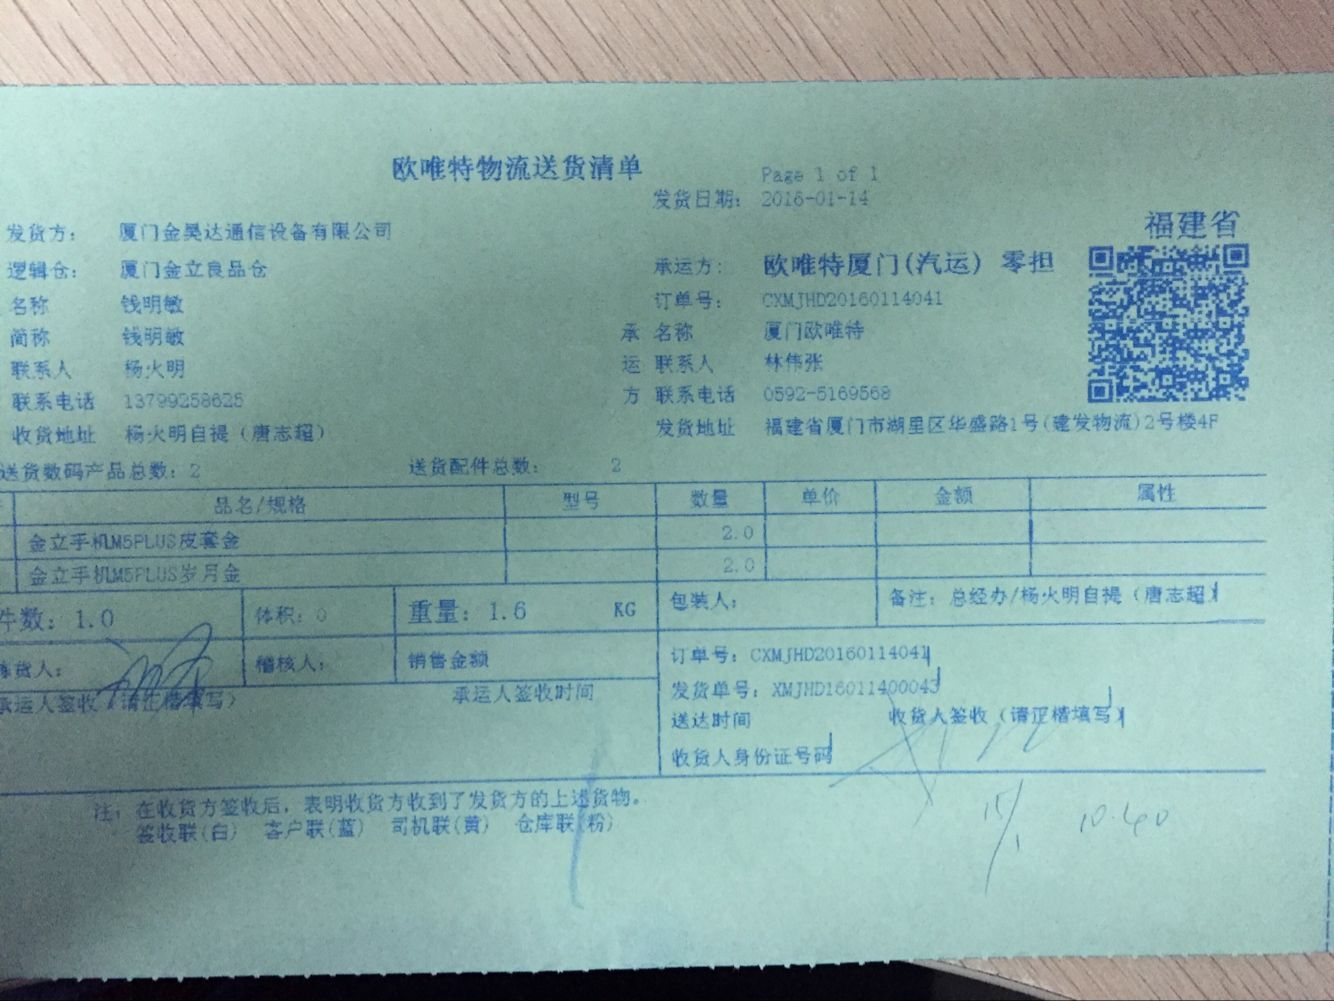 欧唯特物流送货清单
Page 1 of 1
发货日期: 2016-01-14
福建省
发货方: 厦门金昊达通信设备有限公司
逻辑仓: 厦门金立良品仓
承运方: 欧唯特厦门(汽运) 零担
名称 钱明敏
订单号: CXMJHD20160114041
简称 钱明敏
承 名称 厦门欧唯特
联系人 杨火明
运 联系人 林伟张
联系电话 13799258625
方 联系电话 0592-5169568
收货地址 杨火明自提（唐志超）
发货地址 福建省厦门市湖里区华盛路1号(建发物流)2号楼4F
送货数码产品总数: 2 送货配件总数: 2
品名/规格 型号 数量 单价 金额 属性
金立手机M5PLUS皮套金 2.0
金立手机M5PLUS岁月金 2.0
件数: 1.0 体积: 0 重量: 1.6 KG 包装人: 备注: 总经办/杨火明自提（唐志超）
货人: 稽核人: 销售金额
订单号: CXMJHD20160114041
承运人签收（请正楷填写） 承运人签收时间
发货单号: XMJHD16011400043
送达时间 收货人签收（请正楷填写）
收货人身份证号码
注: 在收货方签收后，表明收货方收到了发货方的上述货物。
签收联(白) 客户联(蓝) 司机联(黄) 仓库联(粉)
15/1 10.40